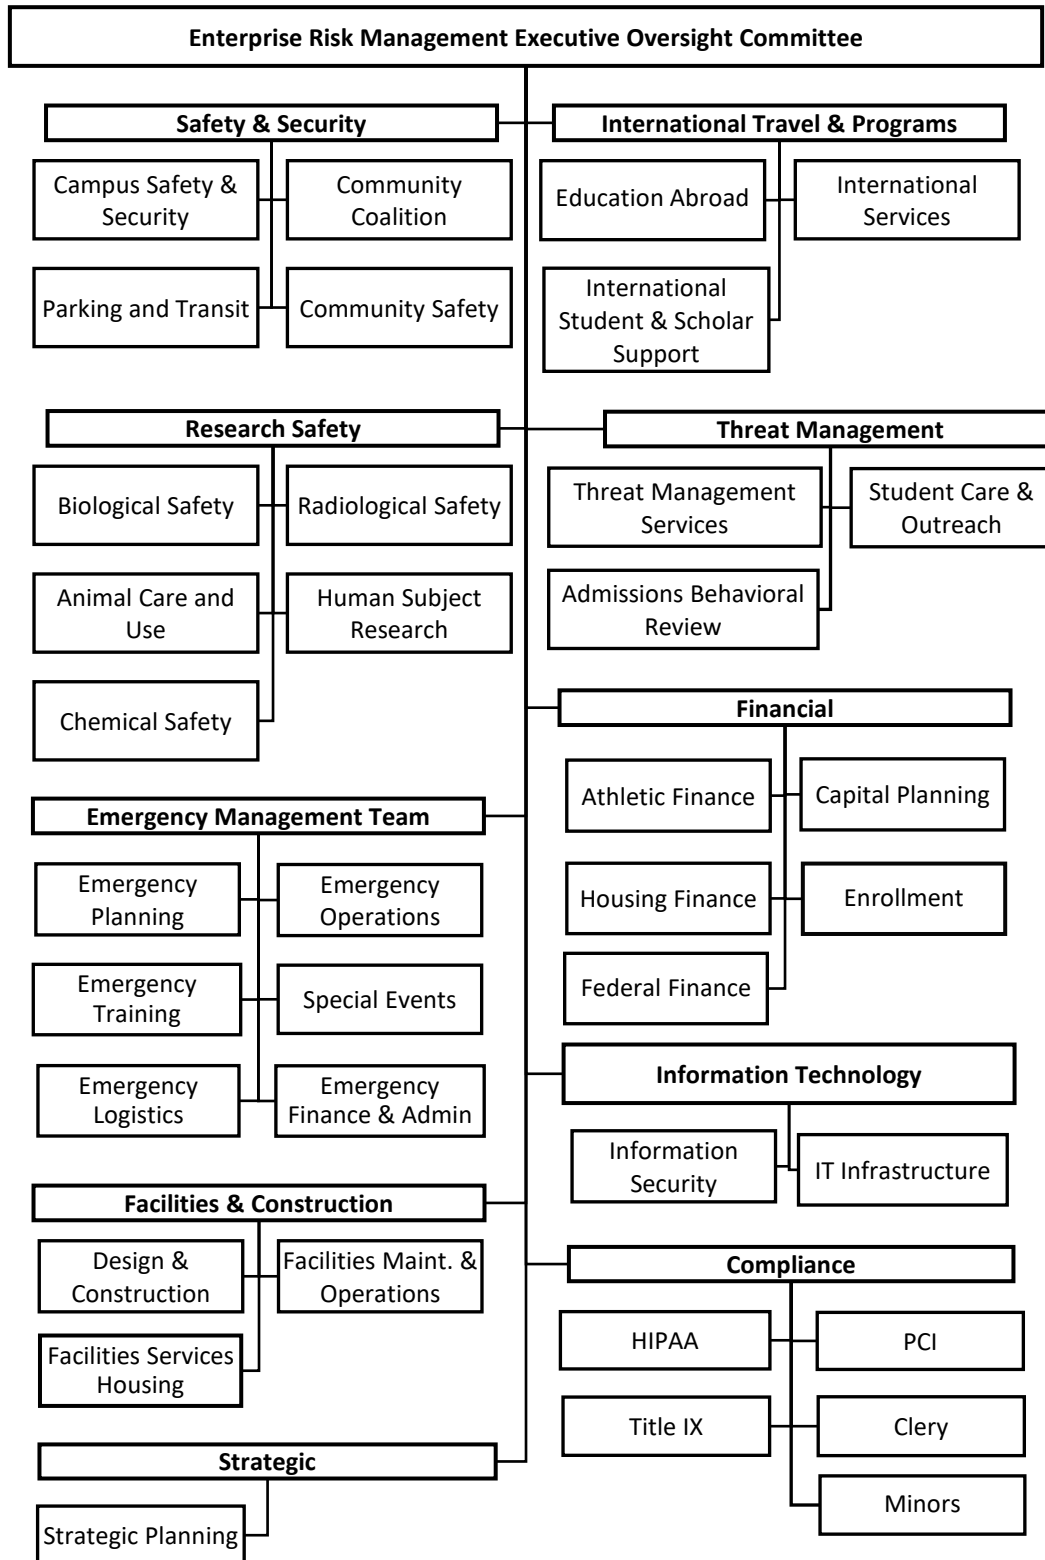 Enterprise Risk Management Executive Oversight Committee
Safety & Security
Campus Safety &
Security
Community
Coalition
Parking and Transit
Community Safety
International Travel & Programs
Education Abroad
International
Services
International
Student & Scholar
Support
Research Safety
Biological Safety
Radiological Safety
Animal Care and
Use
Human Subject
Research
Chemical Safety
Threat Management
Threat Management
Services
Student Care &
Outreach
Admissions Behavioral
Review
Financial
Athletic Finance
Capital Planning
Housing Finance
Enrollment
Federal Finance
Emergency Management Team
Emergency
Planning
Emergency
Operations
Emergency
Training
Special Events
Emergency
Logistics
Emergency
Finance & Admin
Information Technology
Information
Security
IT Infrastructure
Facilities & Construction
Design &
Construction
Facilities Maint. &
Operations
Facilities Services
Housing
Compliance
HIPAA
PCI
Title IX
Clery
Minors
Strategic
Strategic Planning